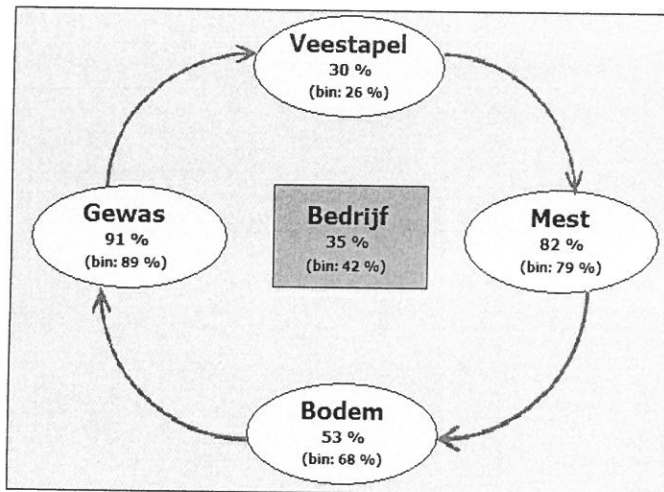 Veestapel
30 %
(bin: 26 %)
Gewas
91 %
(bin: 89 %)
Bedrijf
35 %
(bin: 42 %)
Mest
82 %
(bin: 79 %)
Bodem
53 %
(bin: 68 %)